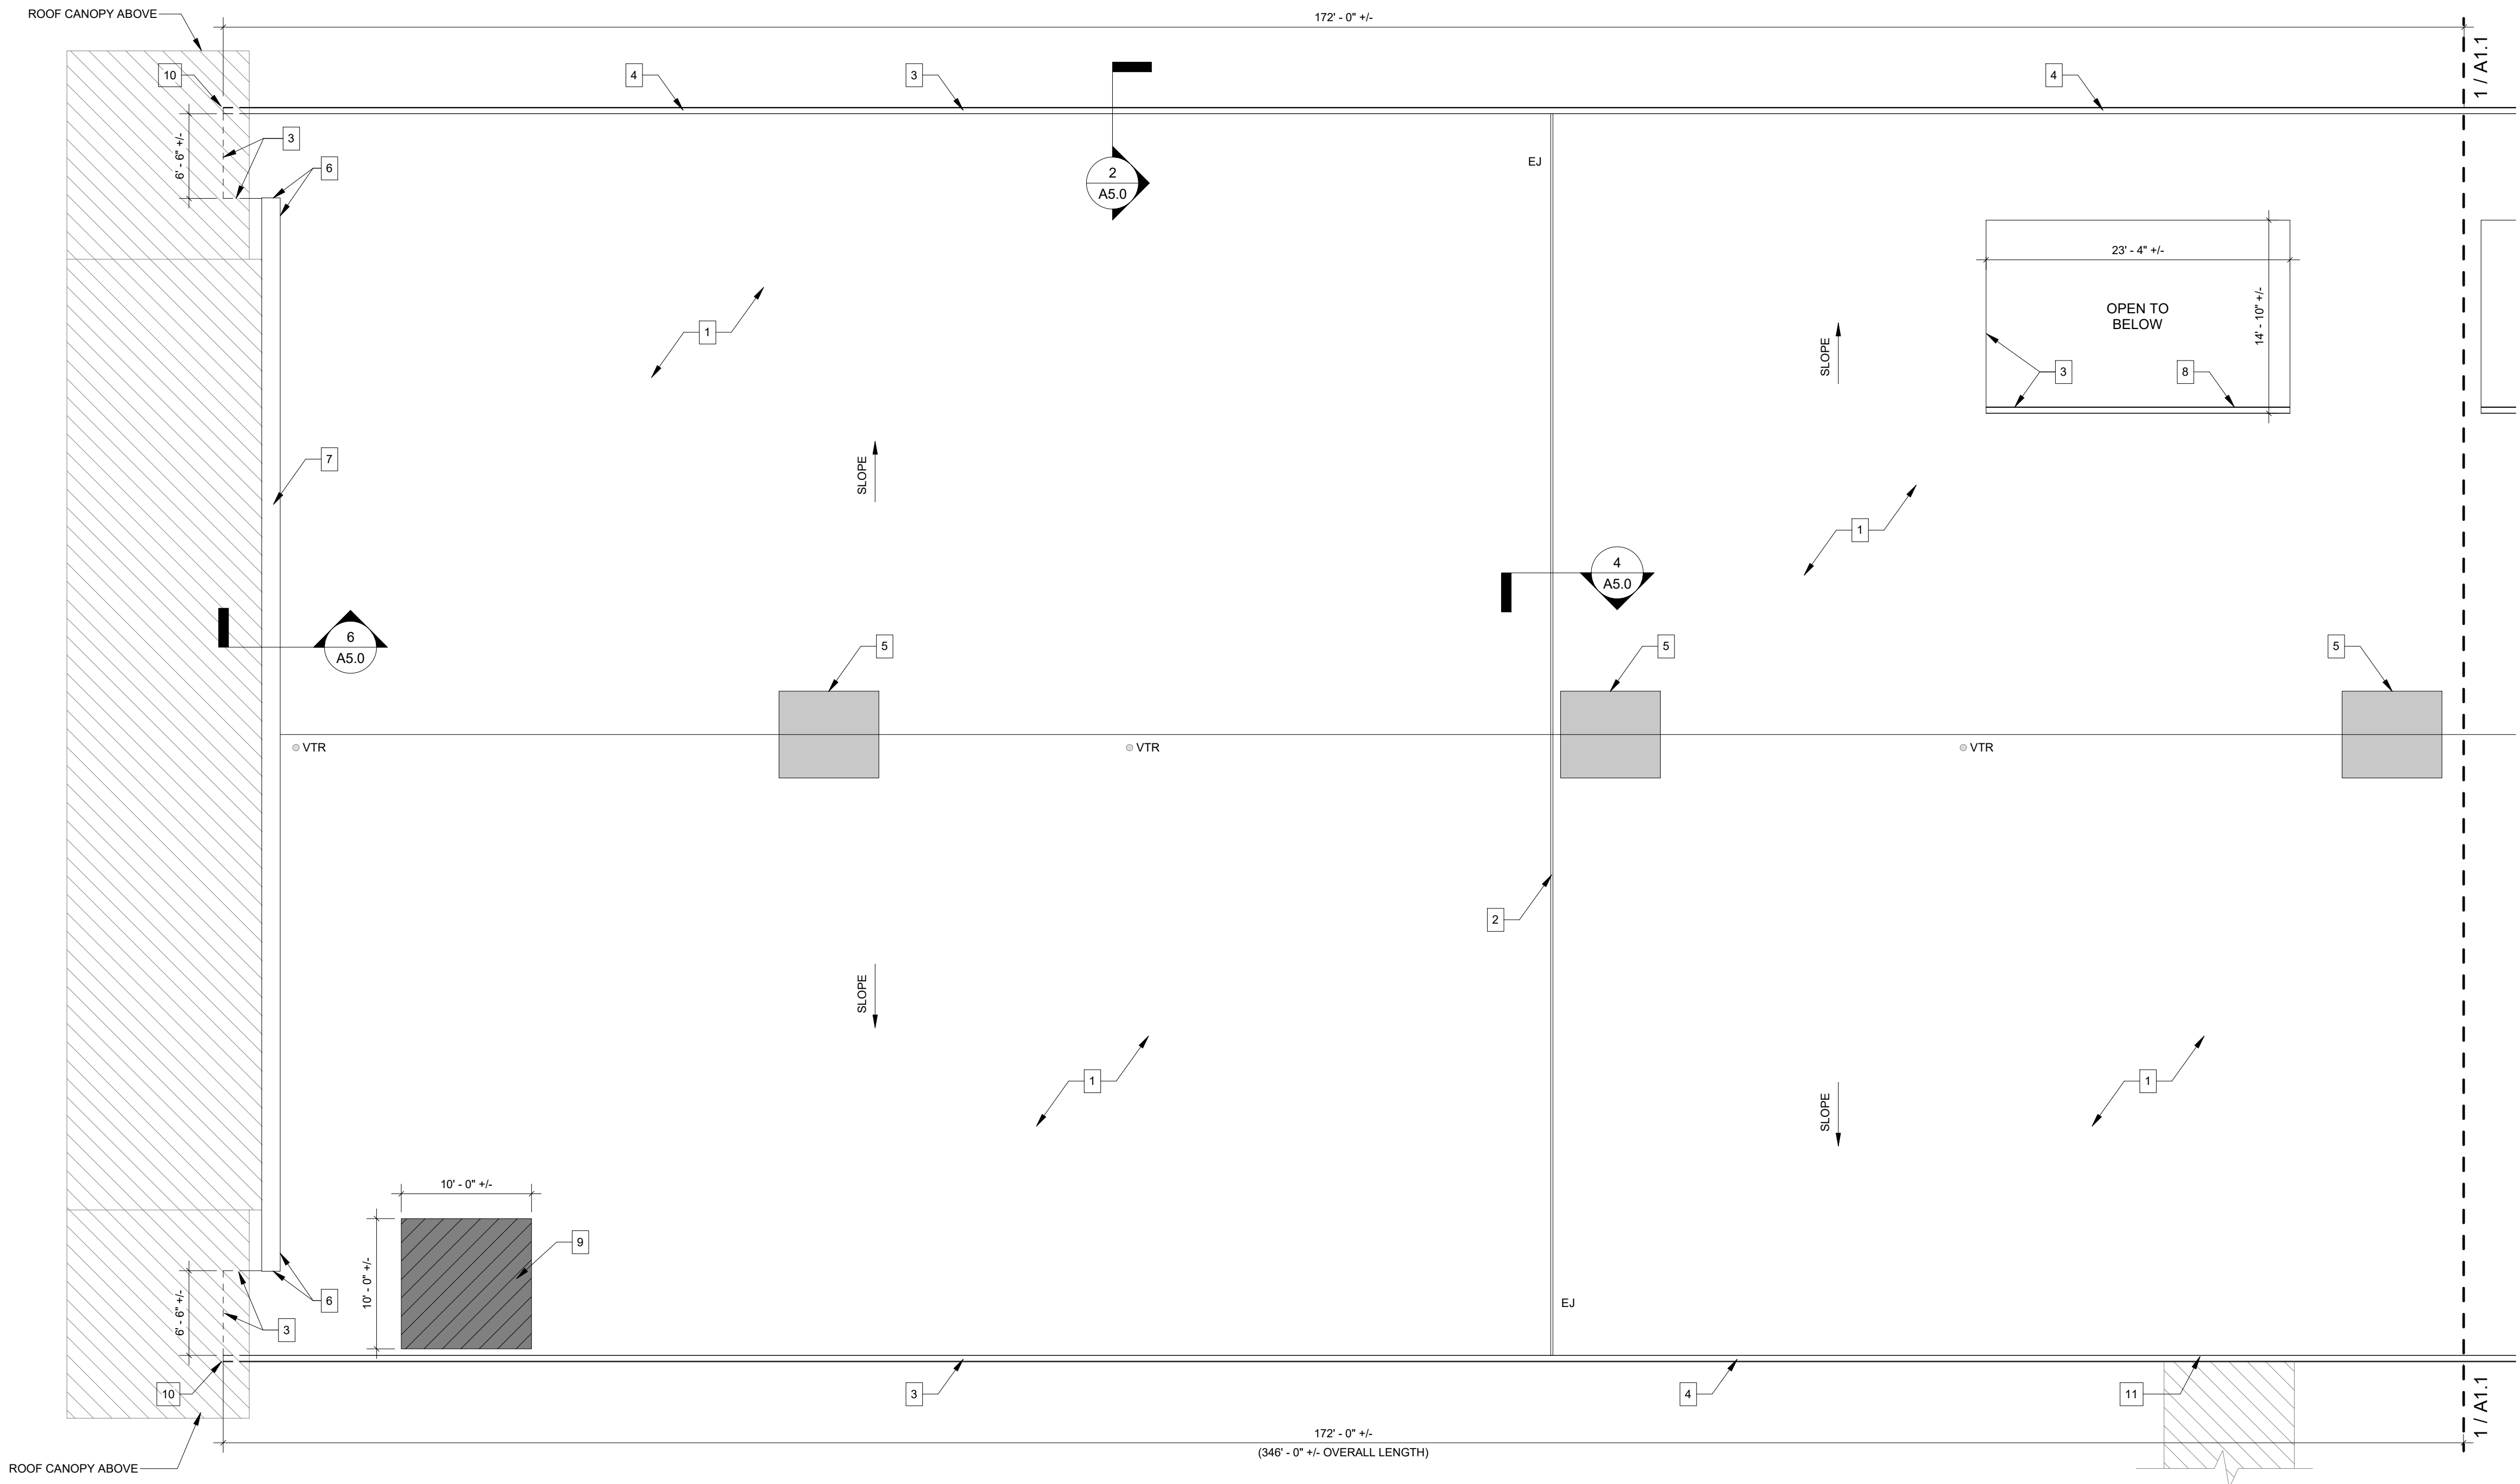 ROOF CANOPY ABOVE
172' - 0" +/-
1 / A1.1
10
4
3
4
6' - 6" +/-
3
6
2
A5.0
EJ
23' - 4" +/-
14' - 10" +/-
OPEN TO
BELOW
1
SLOPE
3
8
7
SLOPE
1
4
A5.0
6
A5.0
5
5
5
VTR
VTR
VTR
2
SLOPE
1
1
SLOPE
10' - 0" +/-
10' - 0" +/-
9
6' - 6" +/-
6
3
EJ
10
3
4
11
1 / A1.1
172' - 0" +/-
(346' - 0" +/- OVERALL LENGTH)
ROOF CANOPY ABOVE